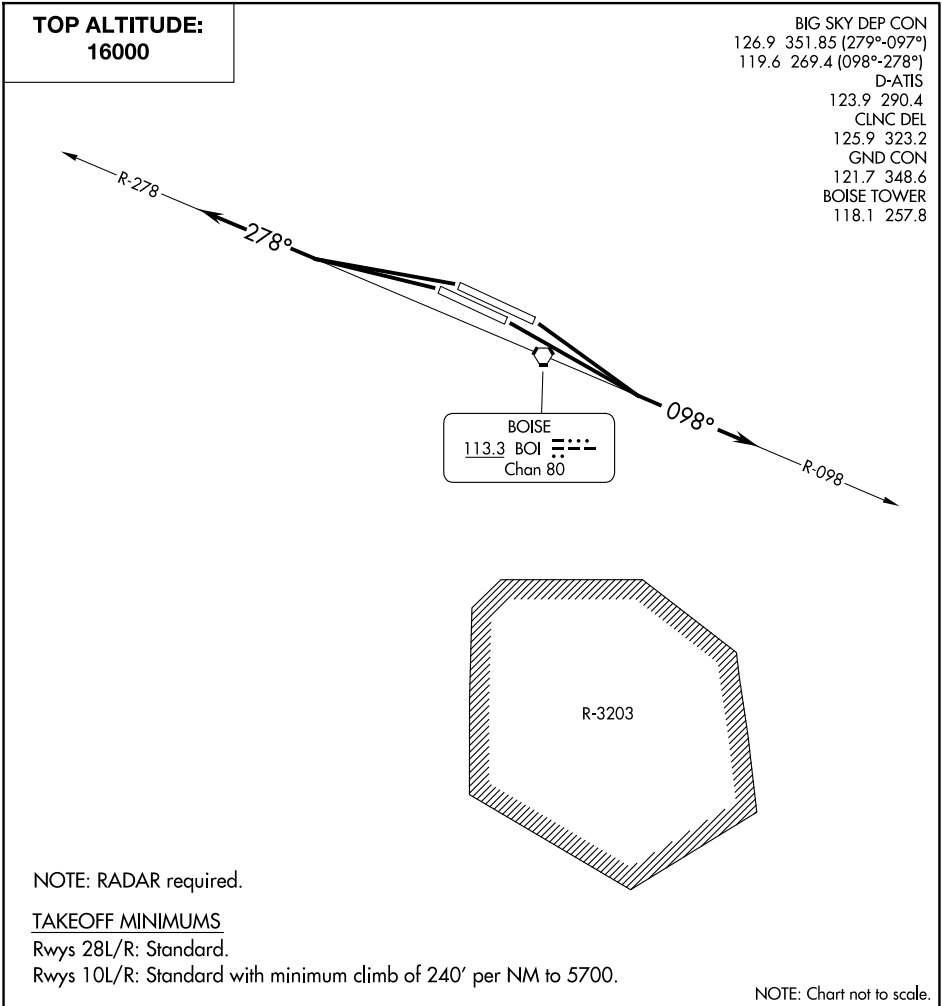 TOP ALTITUDE:
16000
BIG SKY DEP CON
126.9 351.85 (279°-097°)
119.6 269.4 (098°-278°)
D-ATIS
123.9 290.4
CLNC DEL
125.9 323.2
GND CON
121.7 348.6
BOISE TOWER
118.1 257.8
R-278
278°
098°
R-098
BOISE
113.3 BOI
Chan 80
R-3203
NOTE: RADAR required.
TAKEOFF MINIMUMS
Rwys 28L/R: Standard.
Rwys 10L/R: Standard with minimum climb of 240' per NM to 5700.
NOTE: Chart not to scale.